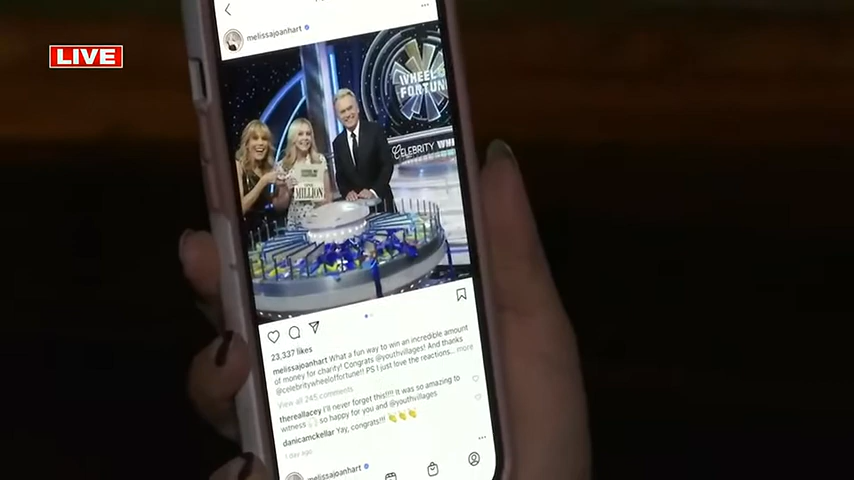 LIVE
melissajoanhart
WHEEL OF
FORTUNE
CELEBRITY WHE
MILLION
23,337 likes
melissajoanhart What a fun way to win an incredible amount
of money for charity! Congrats @youthvillages! And thanks
@celebritywheeloffortune!! PS I just love the reactions... more
View all 245 comments
thereallacey I'll never forget this!!!! It was so amazing to
witness 🙌🏻 so happy for you and @youthvillages
danicamckellar Yay, congrats!!! 👏👏👏
1 day ago
melissajoanhart